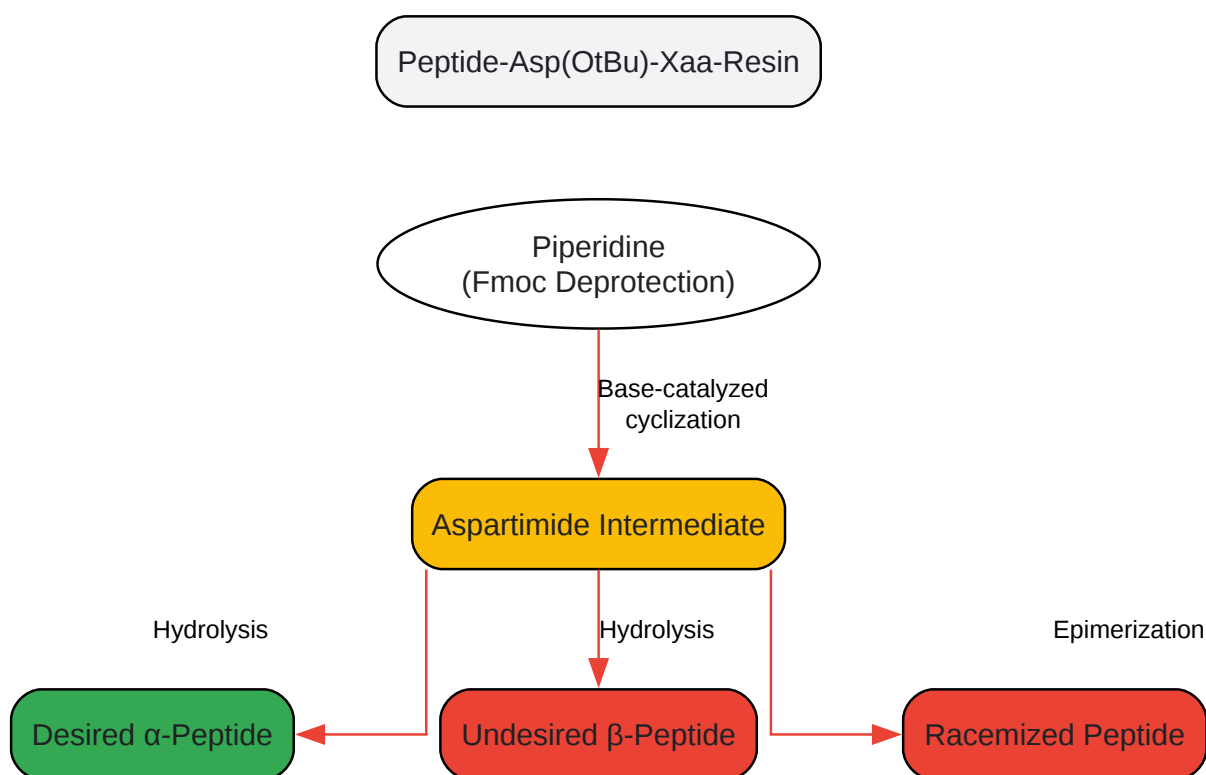 Peptide-Asp(OtBu)-Xaa-Resin
Piperidine
(Fmoc Deprotection)
Base-catalyzed
cyclization
Aspartimide Intermediate
Hydrolysis
Hydrolysis
Epimerization
Desired α-Peptide
Undesired β-Peptide
Racemized Peptide